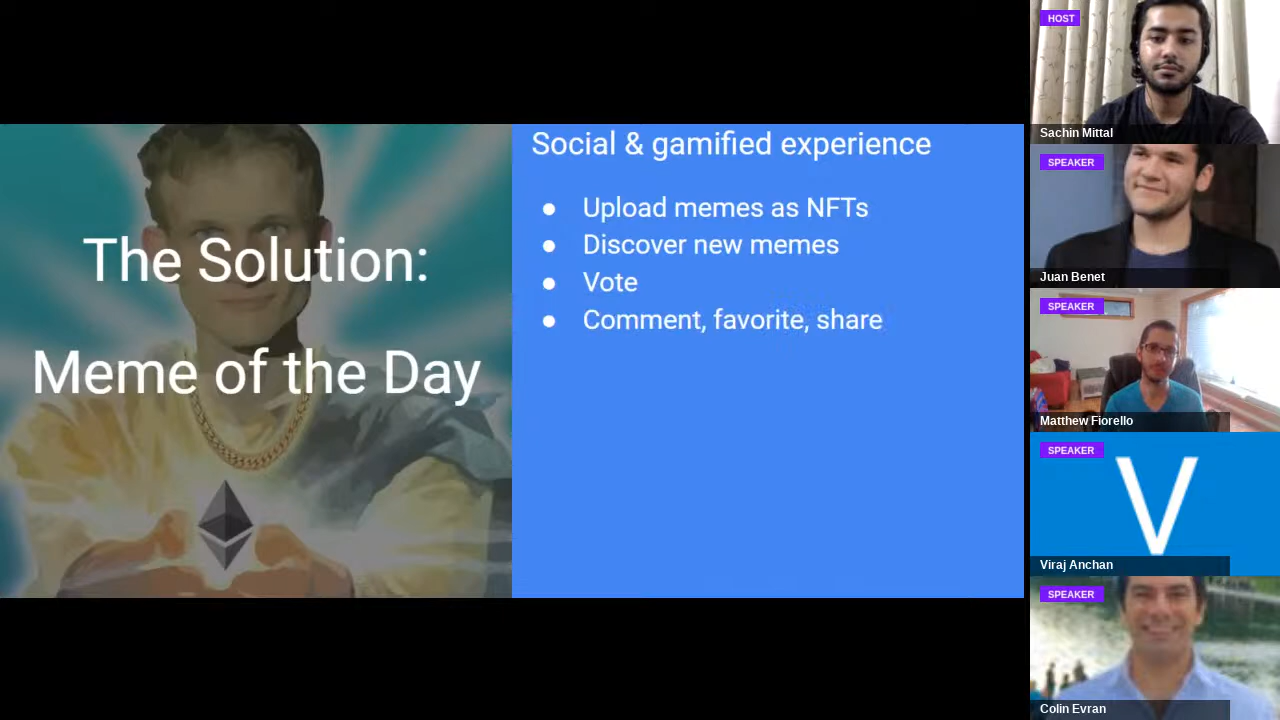 The Solution:
Meme of the Day
Social & gamified experience
● Upload memes as NFTs
● Discover new memes
● Vote
● Comment, favorite, share
HOST
Sachin Mittal
SPEAKER
Juan Benet
SPEAKER
Matthew Fiorello
SPEAKER
V
Viraj Anchan
SPEAKER
Colin Evran